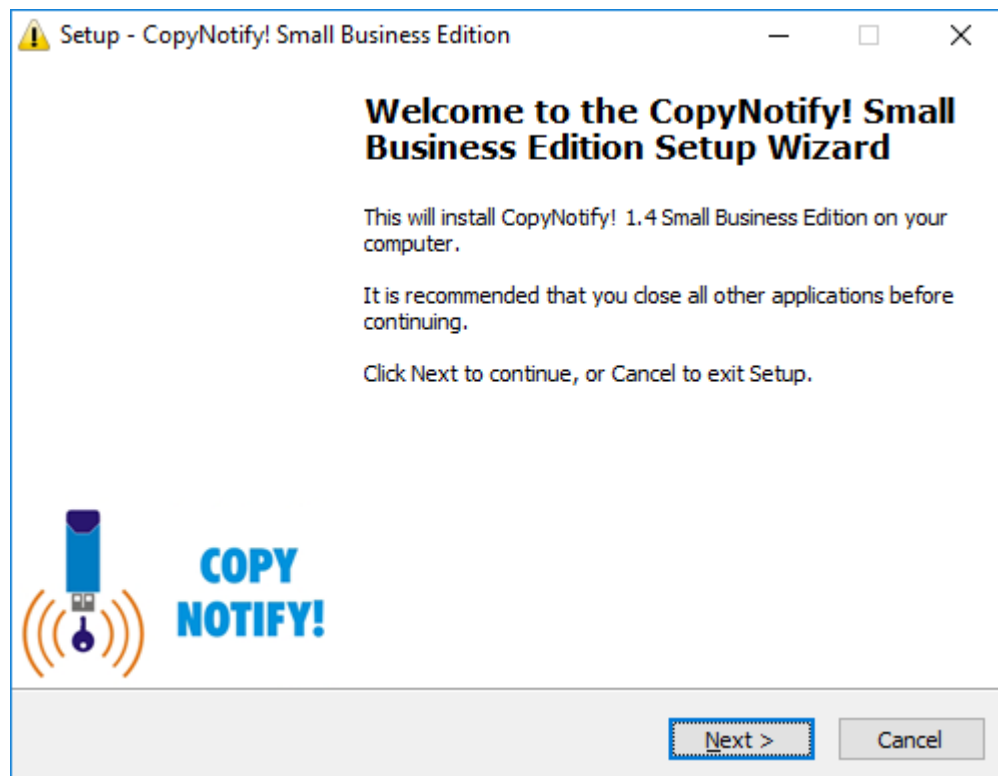 Setup - CopyNotify! Small Business Edition
Welcome to the CopyNotify! Small
Business Edition Setup Wizard
This will install CopyNotify! 1.4 Small Business Edition on your
computer.
It is recommended that you close all other applications before
continuing.
Click Next to continue, or Cancel to exit Setup.
COPY
NOTIFY!
Next >
Cancel